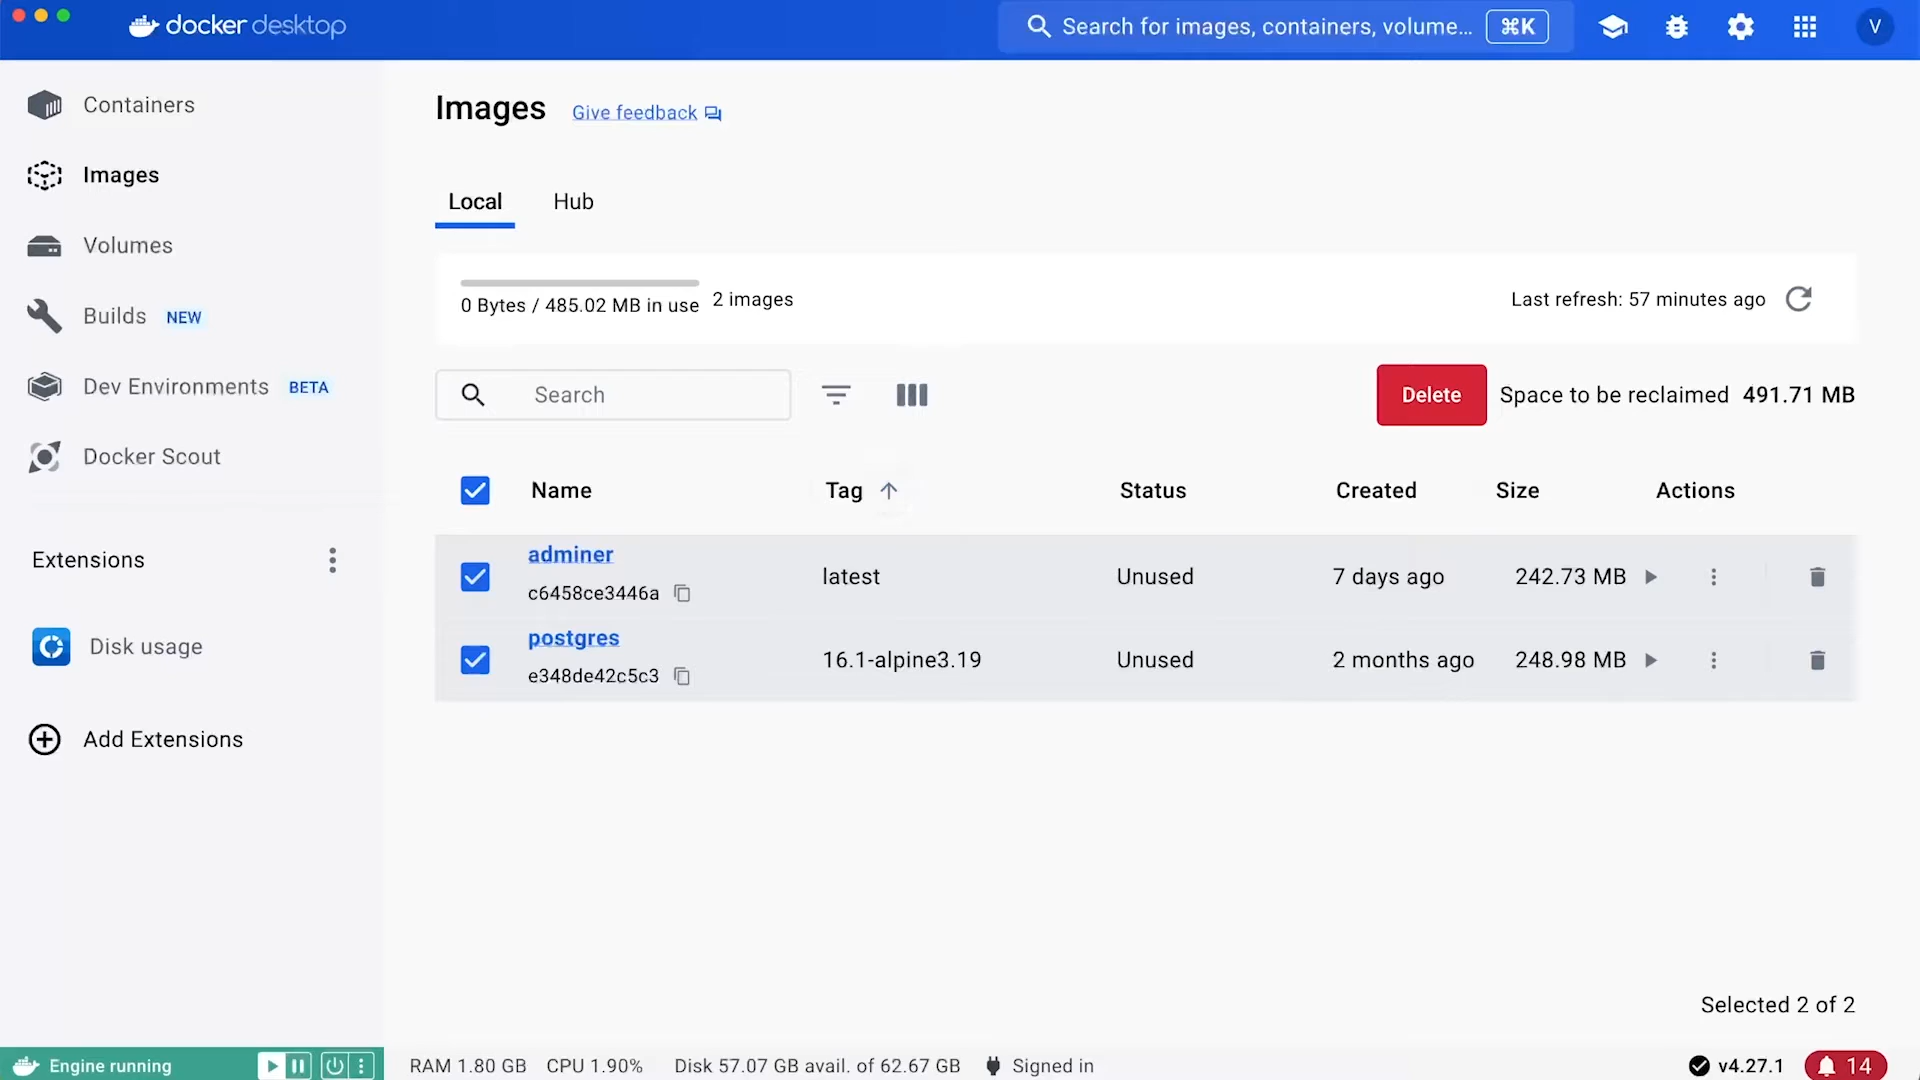 docker desktop
Search for images, containers, volume... ⌘K
V
Containers
Images
Volumes
Builds NEW
Dev Environments BETA
Docker Scout
Extensions
Disk usage
Add Extensions
Images Give feedback
Local Hub
0 Bytes / 485.02 MB in use 2 images
Last refresh: 57 minutes ago
Search
Delete Space to be reclaimed 491.71 MB
Name Tag Status Created Size Actions
adminer
c6458ce3446a
latest Unused 7 days ago 242.73 MB
postgres
e348de42c5c3
16.1-alpine3.19 Unused 2 months ago 248.98 MB
Selected 2 of 2
Engine running
RAM 1.80 GB CPU 1.90% Disk 57.07 GB avail. of 62.67 GB Signed in
v4.27.1
14